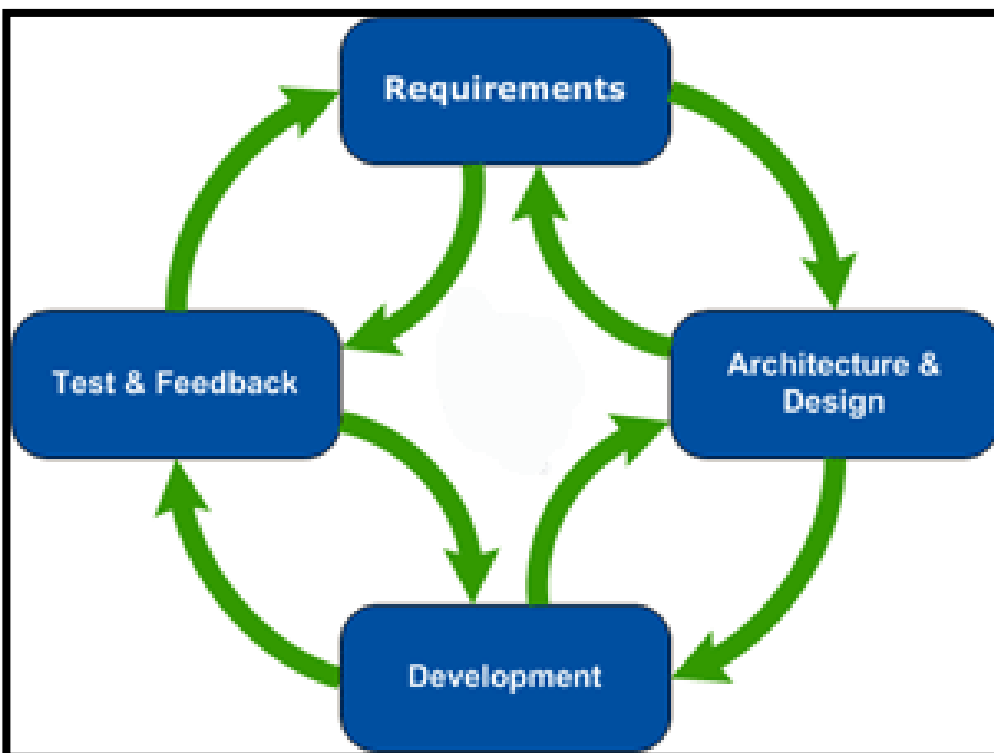 Requirements
Test & Feedback
Architecture &
Design
Development